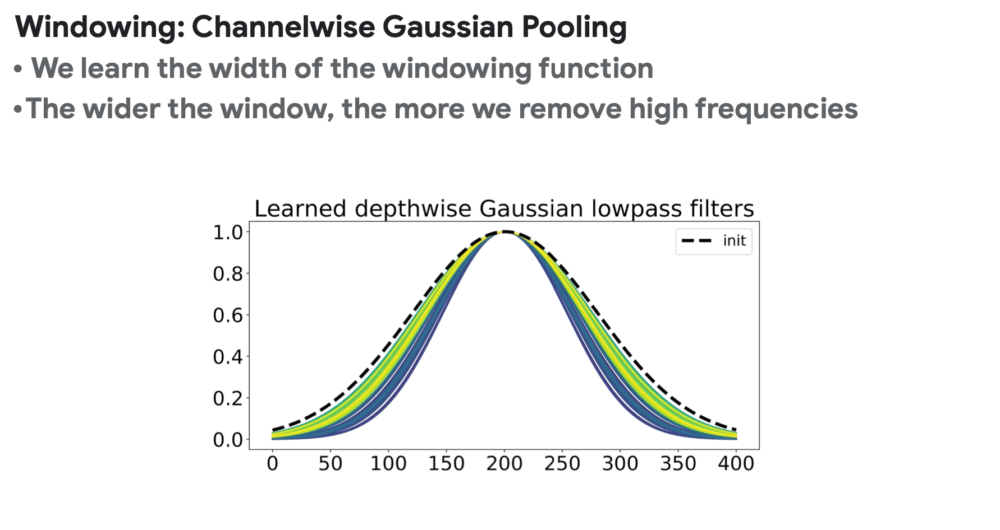 Windowing: Channelwise Gaussian Pooling
• We learn the width of the windowing function
•The wider the window, the more we remove high frequencies
Learned depthwise Gaussian lowpass filters
init
1.0
0.8
0.6
0.4
0.2
0.0
0 50 100 150 200 250 300 350 400